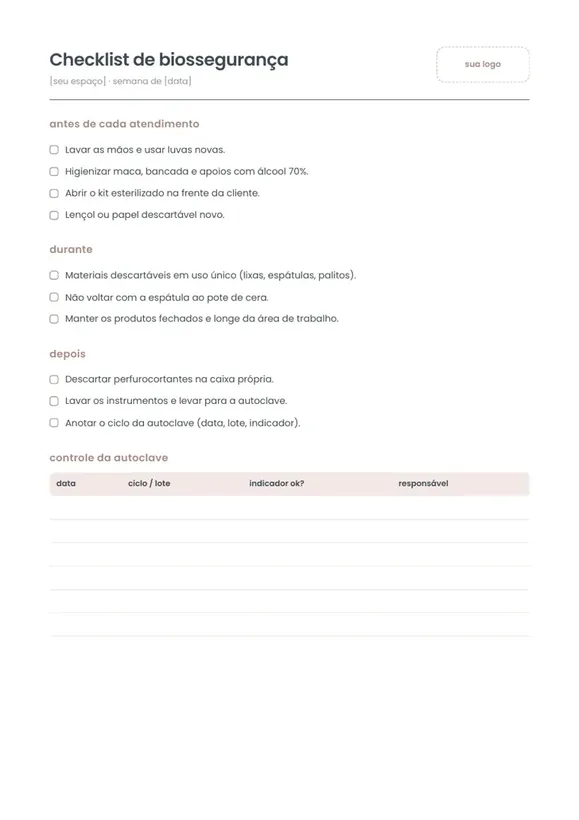 Checklist de biossegurança
[seu espaço] · semana de [data]
sua logo
antes de cada atendimento
Lavar as mãos e usar luvas novas.
Higienizar maca, bancada e apoios com álcool 70%.
Abrir o kit esterilizado na frente da cliente.
Lençol ou papel descartável novo.
durante
Materiais descartáveis em uso único (lixas, espátulas, palitos).
Não voltar com a espátula ao pote de cera.
Manter os produtos fechados e longe da área de trabalho.
depois
Descartar perfurocortantes na caixa própria.
Lavar os instrumentos e levar para a autoclave.
Anotar o ciclo da autoclave (data, lote, indicador).
controle da autoclave
data ciclo / lote indicador ok? responsável